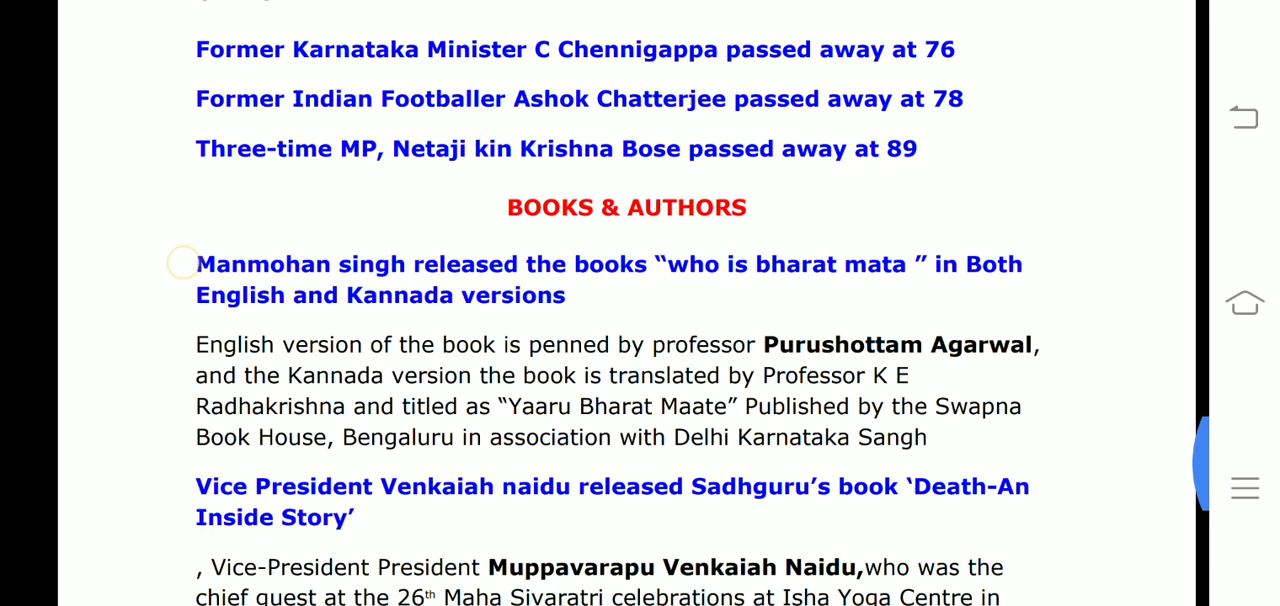 Former Karnataka Minister C Chennigappa passed away at 76
Former Indian Footballer Ashok Chatterjee passed away at 78
Three-time MP, Netaji kin Krishna Bose passed away at 89
BOOKS & AUTHORS
Manmohan singh released the books “who is bharat mata ” in Both
English and Kannada versions
English version of the book is penned by professor Purushottam Agarwal,
and the Kannada version the book is translated by Professor K E
Radhakrishna and titled as “Yaaru Bharat Maate” Published by the Swapna
Book House, Bengaluru in association with Delhi Karnataka Sangh
Vice President Venkaiah naidu released Sadhguru’s book ‘Death-An
Inside Story’
, Vice-President President Muppavarapu Venkaiah Naidu,who was the
chief guest at the 26th Maha Sivaratri celebrations at Isha Yoga Centre in